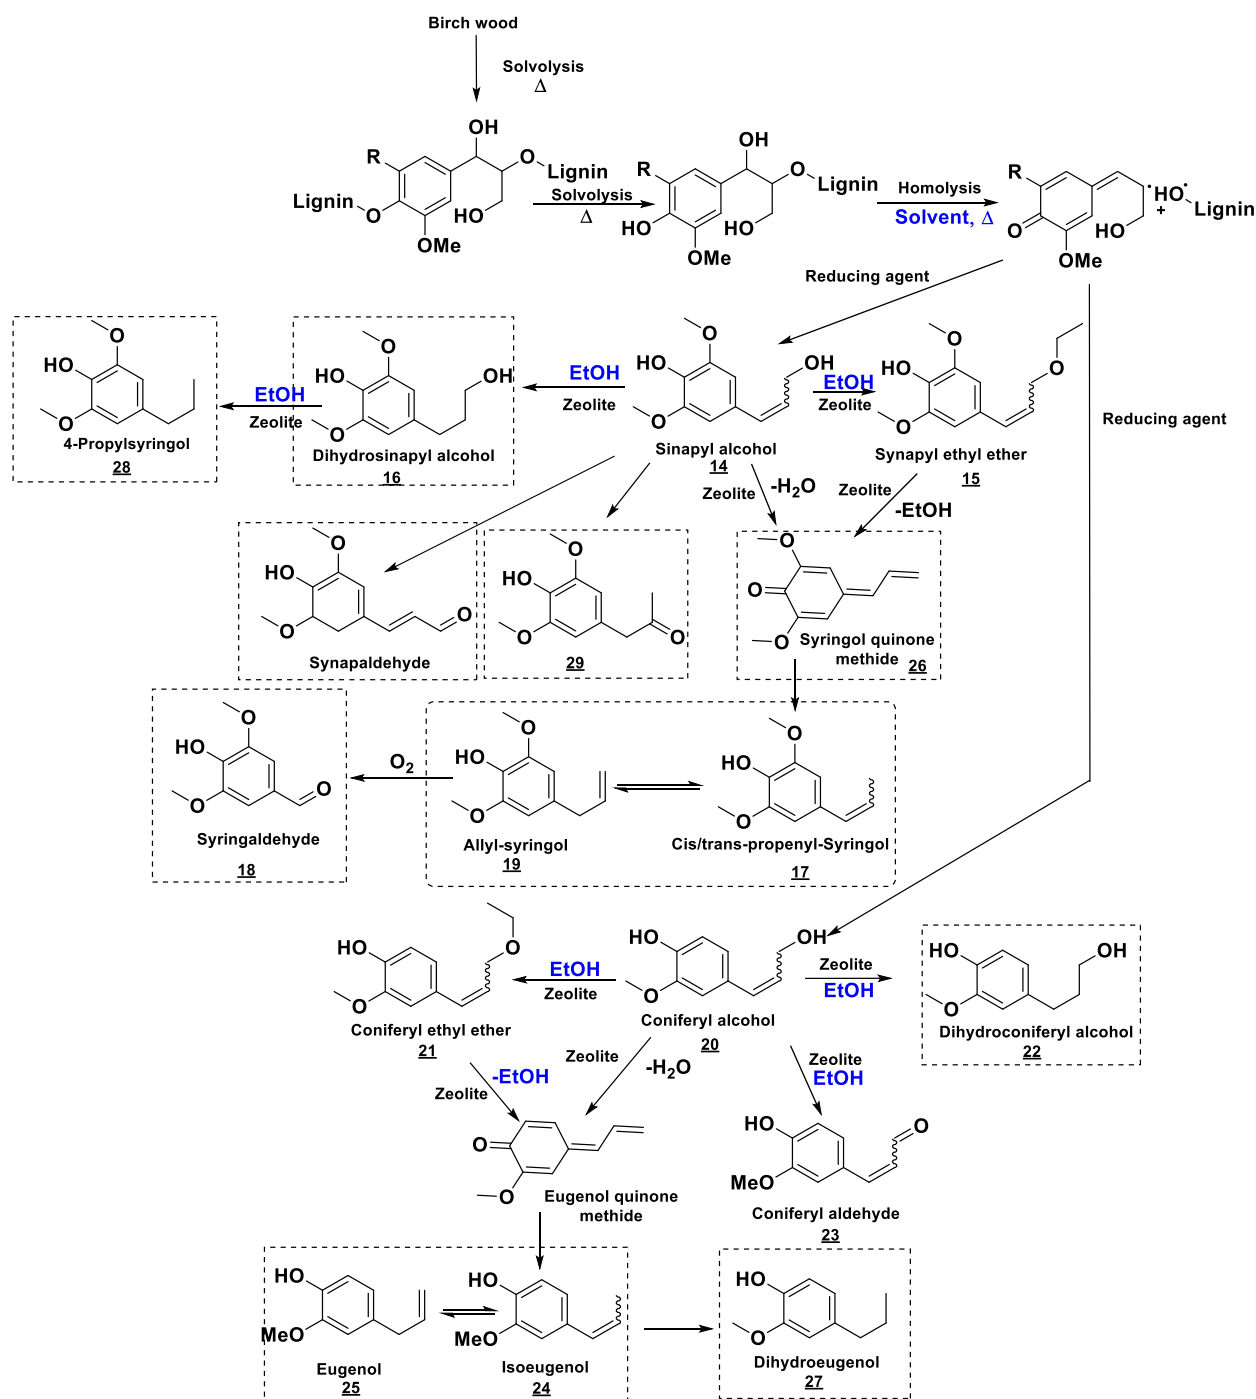 Birch wood
Solvolysis
Δ
OH
R
O
Lignin
Lignin
O
HO
OMe
Solvolysis
Δ
OH
R
O
Lignin
HO
HO
OMe
Homolysis
Solvent, Δ
R
O
HO
OMe
+
HO
Lignin
Reducing agent
Reducing agent
O
HO
O
4-Propylsyringol
28
EtOH
Zeolite
O
HO
OH
O
Dihydrosinapyl alcohol
16
EtOH
Zeolite
O
HO
OH
O
Sinapyl alcohol
14
EtOH
Zeolite
O
HO
O
O
Synapyl ethyl ether
15
Zeolite
-H2O
Zeolite
-EtOH
O
HO
O
O
Synapaldehyde
O
HO
O
O
29
O
O
O
Syringol quinone
methide
26
O
HO
O
O
Syringaldehyde
18
O2
O
HO
O
Allyl-syringol
19
O
HO
O
Cis/trans-propenyl-Syringol
17
O
HO
O
Coniferyl ethyl ether
21
EtOH
Zeolite
HO
OH
O
Coniferyl alcohol
20
Zeolite
EtOH
HO
OH
O
Dihydroconiferyl alcohol
22
-EtOH
Zeolite
Zeolite
-H2O
Zeolite
EtOH
O
O
Eugenol quinone
methide
HO
O
MeO
Coniferyl aldehyde
23
HO
MeO
Eugenol
25
HO
MeO
Isoeugenol
24
HO
O
Dihydroeugenol
27